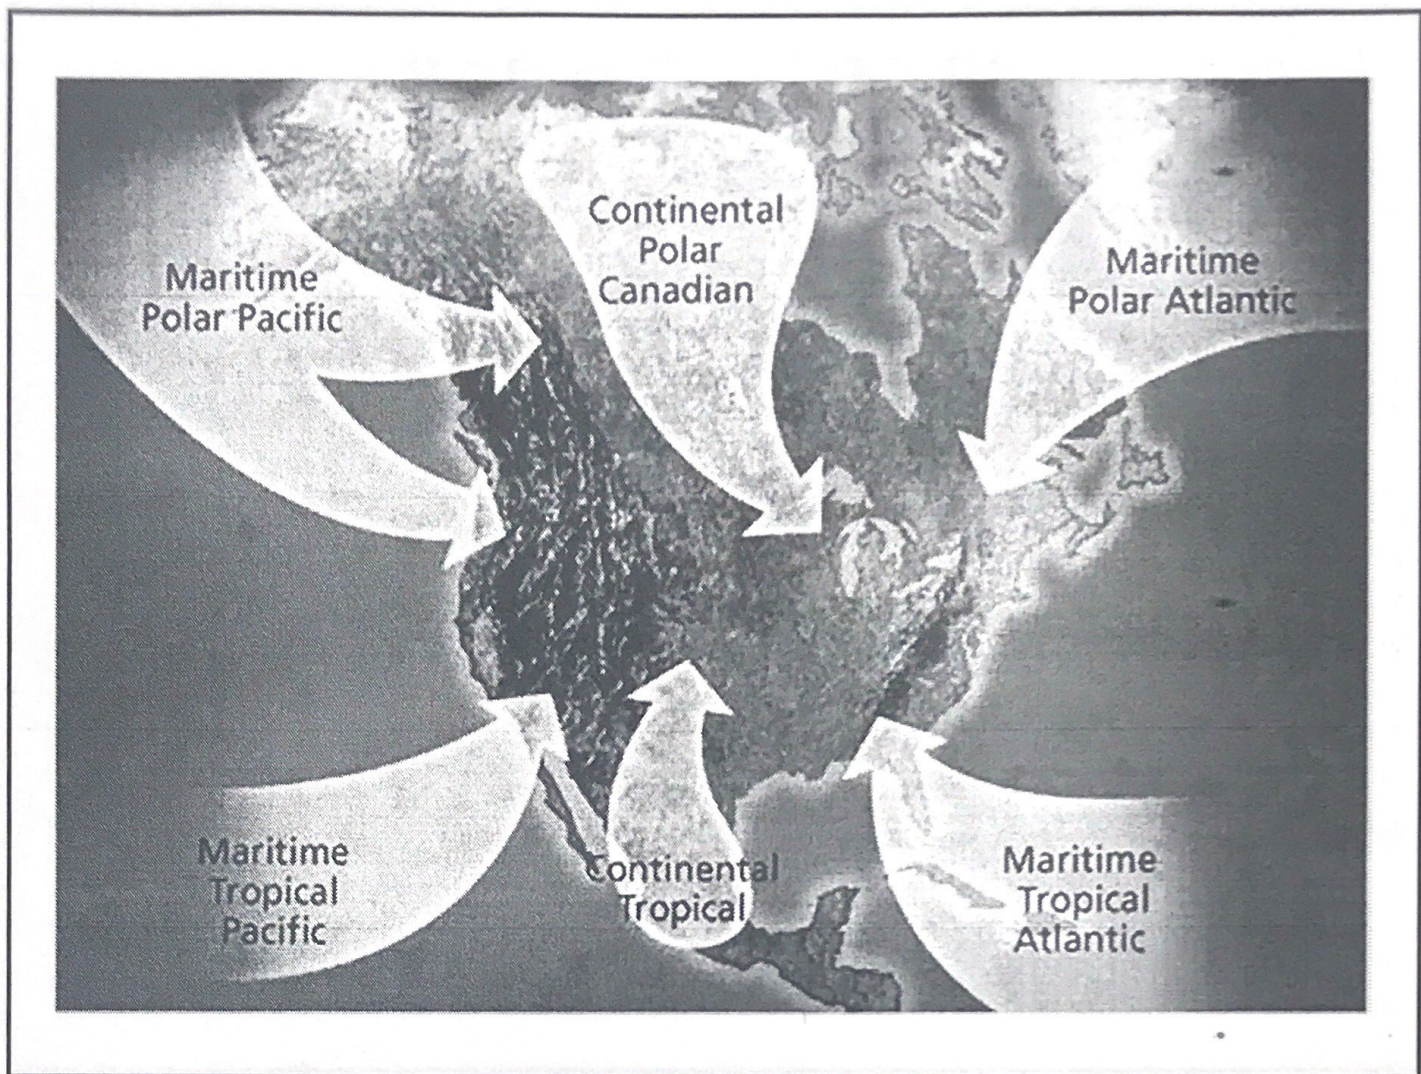 Continental
Polar
Canadian
Maritime
Polar Pacific
Maritime
Polar Atlantic
Maritime
Tropical
Pacific
Continental
Tropical
Maritime
Tropical
Atlantic